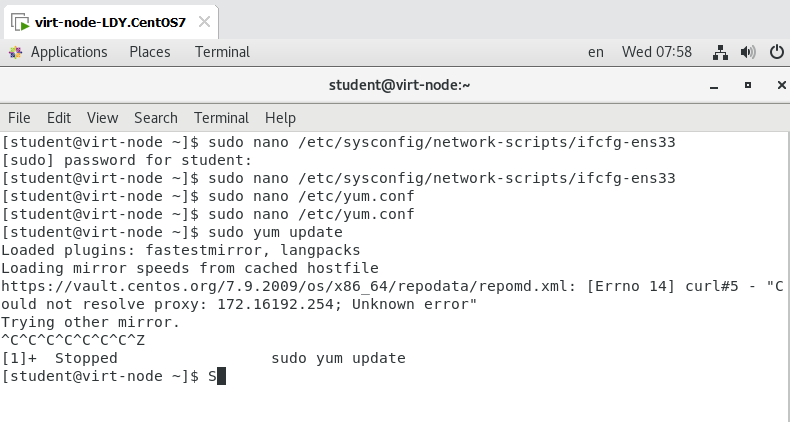 virt-node-LDY.CentOS7
Applications Places Terminal en Wed 07:58
student@virt-node:~
File Edit View Search Terminal Help
[student@virt-node ~]$ sudo nano /etc/sysconfig/network-scripts/ifcfg-ens33
[sudo] password for student:
[student@virt-node ~]$ sudo nano /etc/sysconfig/network-scripts/ifcfg-ens33
[student@virt-node ~]$ sudo nano /etc/yum.conf
[student@virt-node ~]$ sudo nano /etc/yum.conf
[student@virt-node ~]$ sudo yum update
Loaded plugins: fastestmirror, langpacks
Loading mirror speeds from cached hostfile
https://vault.centos.org/7.9.2009/os/x86_64/repodata/repomd.xml: [Errno 14] curl#5 - "C
ould not resolve proxy: 172.16192.254; Unknown error"
Trying other mirror.
^C^C^C^C^C^C^C^Z
[1]+  Stopped                 sudo yum update
[student@virt-node ~]$ S